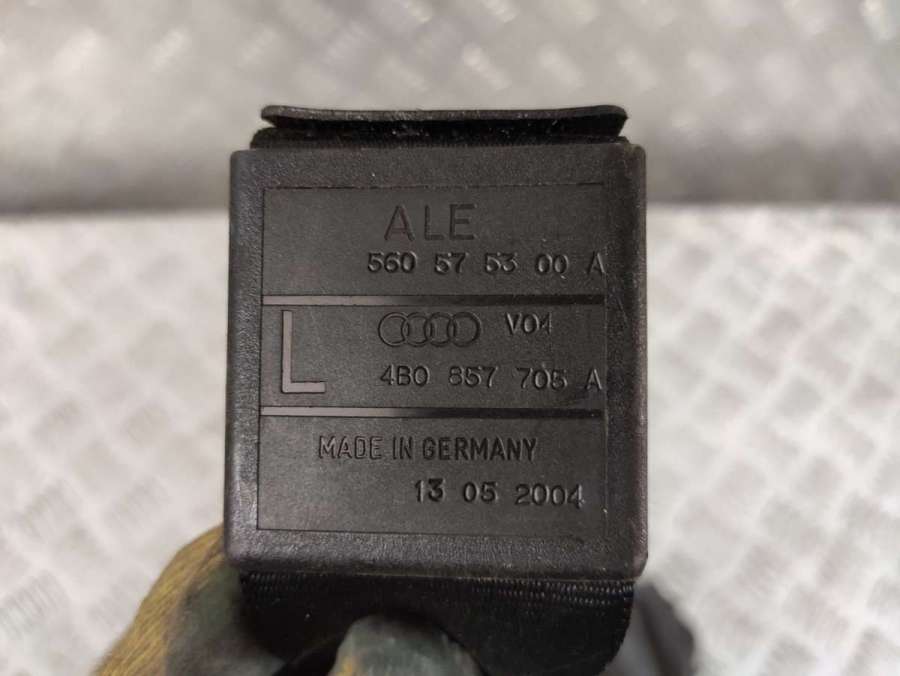 ALE
560 57 53 00 A
L V04
4B0 857 705 A
MADE IN GERMANY
13 05 2004